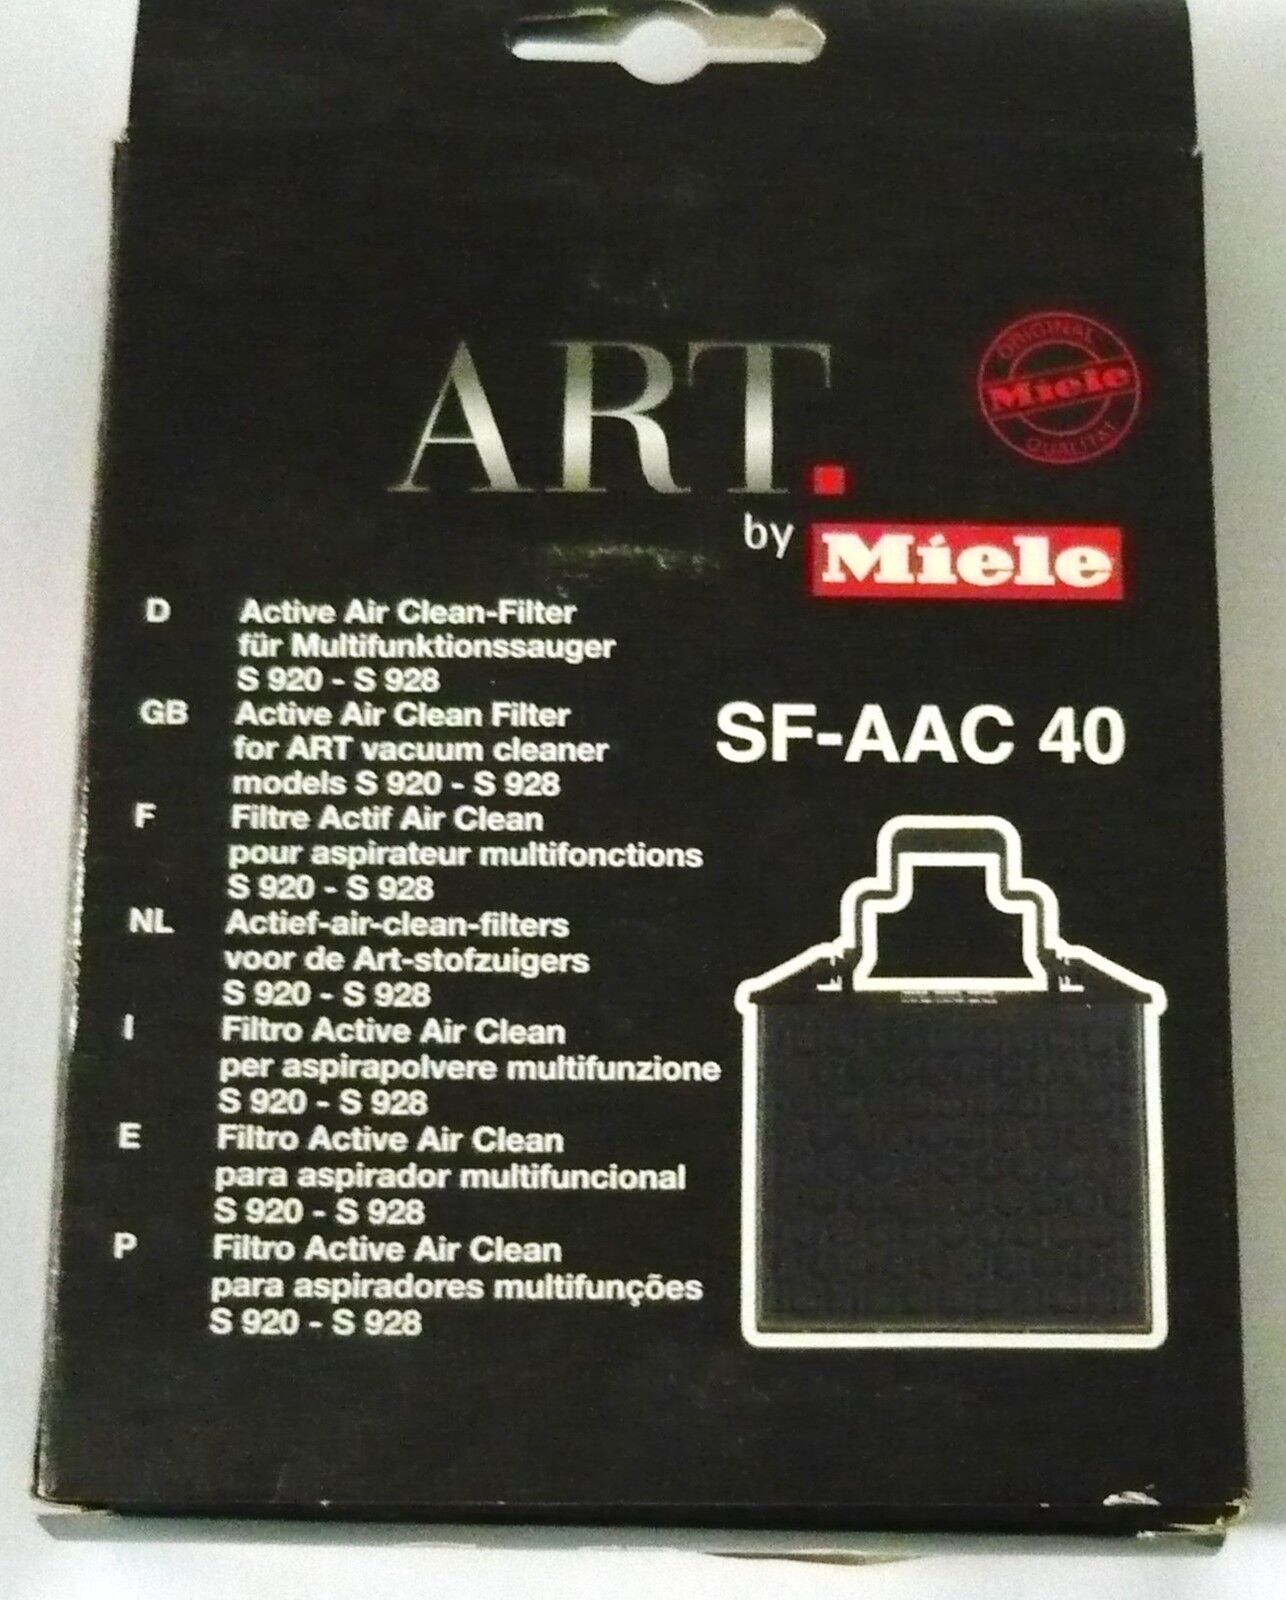 ORIGINAL
Miele
QUALITÄT
ART.
by Miele
D Active Air Clean-Filter
für Multifunktionssauger
S 920 - S 928
GB Active Air Clean Filter
for ART vacuum cleaner
models S 920 - S 928
F Filtre Actif Air Clean
pour aspirateur multifonctions
S 920 - S 928
NL Actief-air-clean-filters
voor de Art-stofzuigers
S 920 - S 928
I Filtro Active Air Clean
per aspirapolvere multifunzione
S 920 - S 928
E Filtro Active Air Clean
para aspirador multifuncional
S 920 - S 928
P Filtro Active Air Clean
para aspiradores multifunções
S 920 - S 928
SF-AAC 40